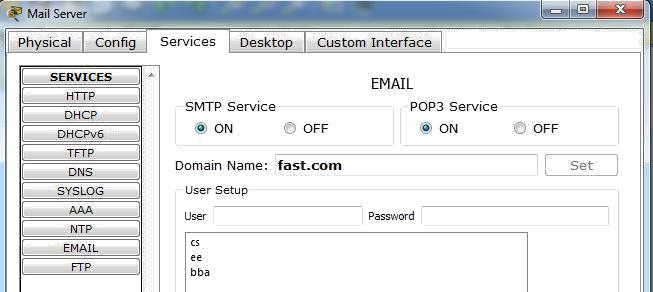 Mail Server
Physical Config Services Desktop Custom Interface
SERVICES
HTTP
DHCP
DHCPv6
TFTP
DNS
SYSLOG
AAA
NTP
EMAIL
FTP
EMAIL
SMTP Service
ON OFF
POP3 Service
ON OFF
Domain Name: fast.com Set
User Setup
User Password
cs
ee
bba